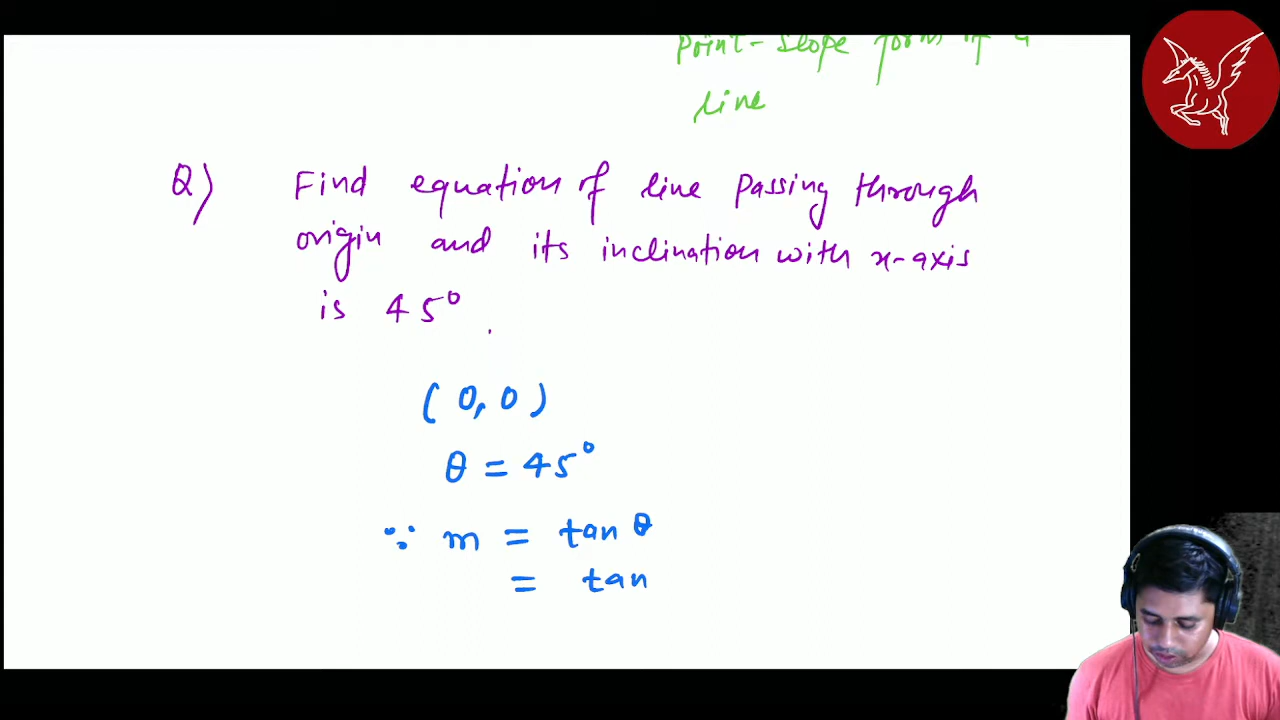 Point-slope form of a
line
Q) Find equation of line passing through
origin and its inclination with x-axis
is 45°
(0,0)
θ = 45°
∵ m = tan θ
= tan